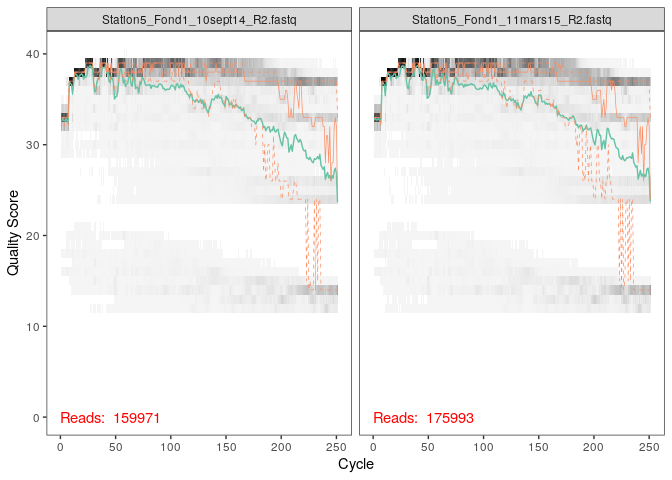 Station5_Fond1_10sept14_R2.fastq
Station5_Fond1_11mars15_R2.fastq
Quality Score
40
30
20
10
0
Reads: 159971
Reads: 175993
0 50 100 150 200 250
0 50 100 150 200 250
Cycle